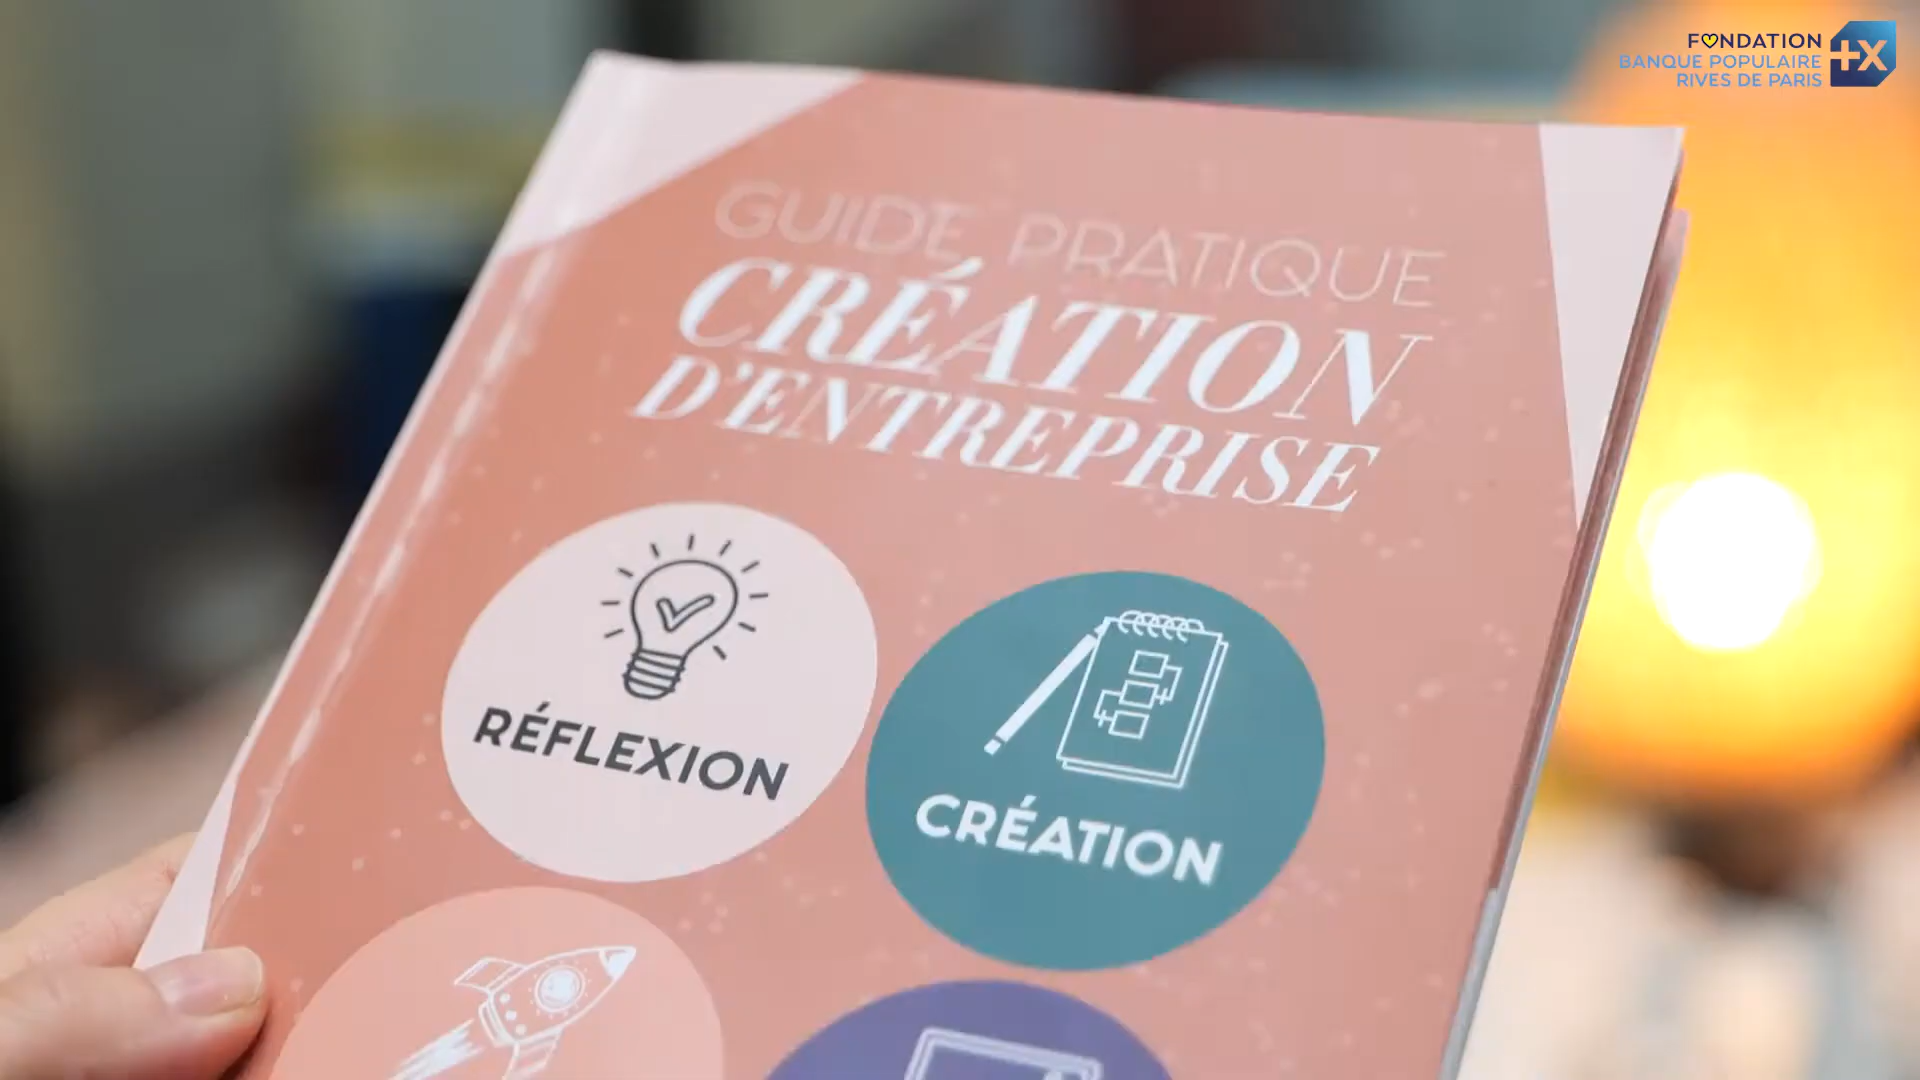 FONDATION
BANQUE POPULAIRE
RIVES DE PARIS
GUIDE PRATIQUE
CRÉATION
D'ENTREPRISE
RÉFLEXION
CRÉATION